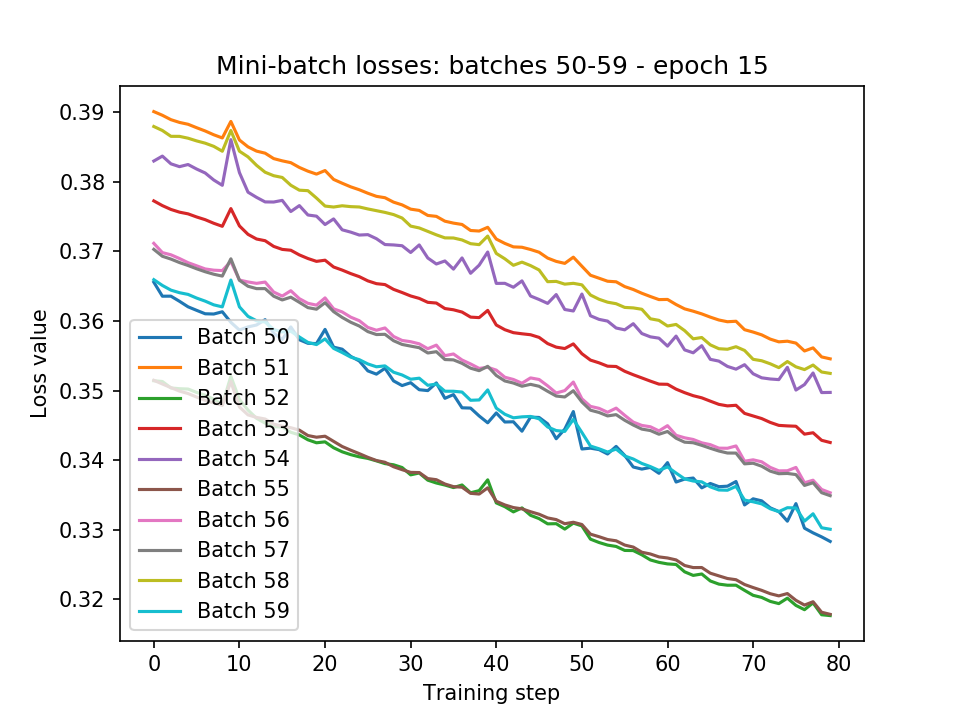 Mini-batch losses: batches 50-59 - epoch 15
0.39
0.38
0.37
0.36
0.35
0.34
0.33
0.32
Loss value
Batch 50
Batch 51
Batch 52
Batch 53
Batch 54
Batch 55
Batch 56
Batch 57
Batch 58
Batch 59
0 10 20 30 40 50 60 70 80
Training step